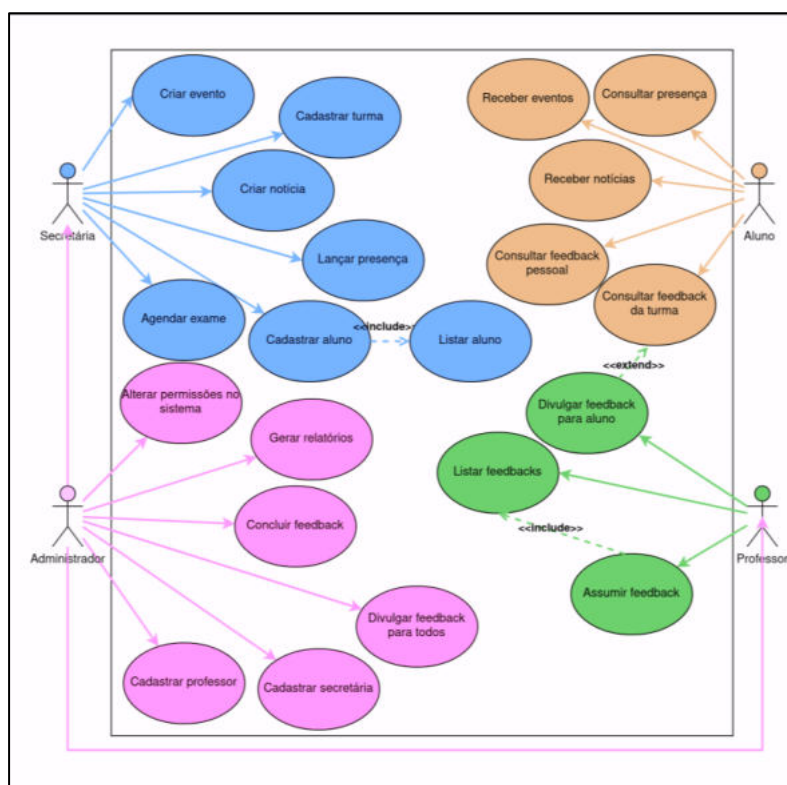 Criar evento
Cadastrar turma
Criar notícia
Secretária
Lançar presença
Agendar exame
Cadastrar aluno
<<include>>
Listar aluno
Receber eventos
Consultar presença
Receber notícias
Aluno
Consultar feedback
pessoal
Consultar feedback
da turma
<<extend>>
Alterar permissões no
sistema
Gerar relatórios
Administrador
Concluir feedback
Divulgar feedback
para todos
Cadastrar professor
Cadastrar secretária
Divulgar feedback
para aluno
Listar feedbacks
<<include>>
Professor
Assumir feedback